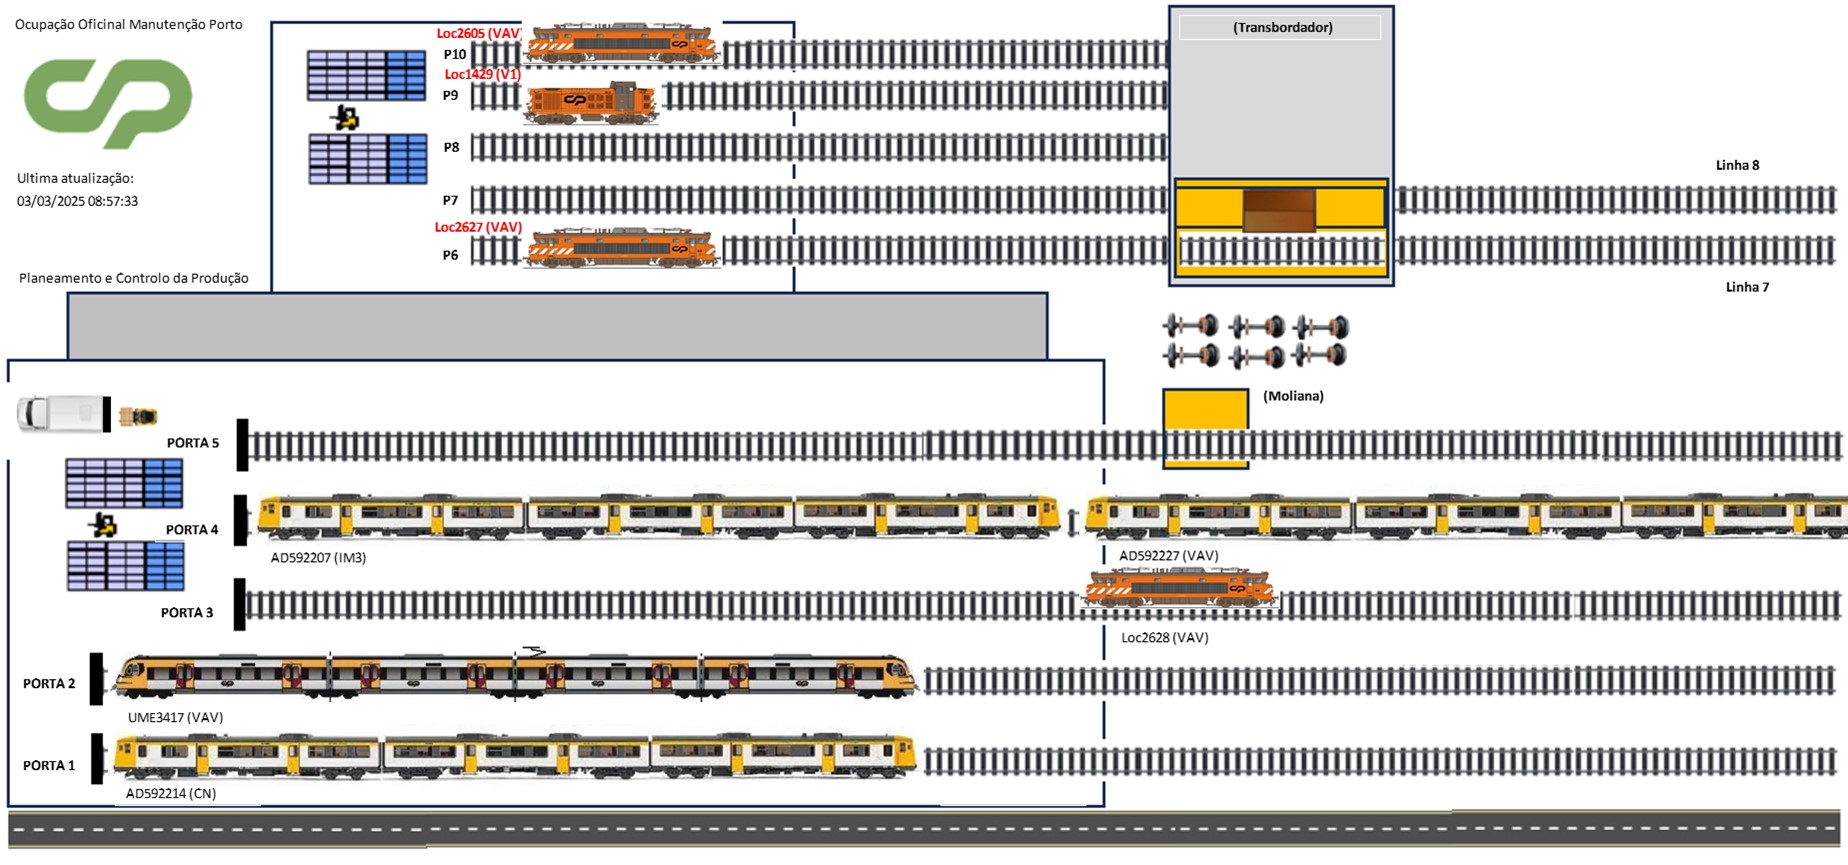 Ocupação Oficinal Manutenção Porto
CP
Ultima atualização:
03/03/2025 08:57:33
Planeamento e Controlo da Produção
Loc2605 (VAV)
P10
Loc1429 (V1)
P9
P8
P7
Loc2627 (VAV)
P6
(Transbordador)
Linha 8
Linha 7
(Moliana)
PORTA 5
PORTA 4
AD592207 (IM3)
AD592227 (VAV)
PORTA 3
Loc2628 (VAV)
PORTA 2
UME3417 (VAV)
PORTA 1
AD592214 (CN)